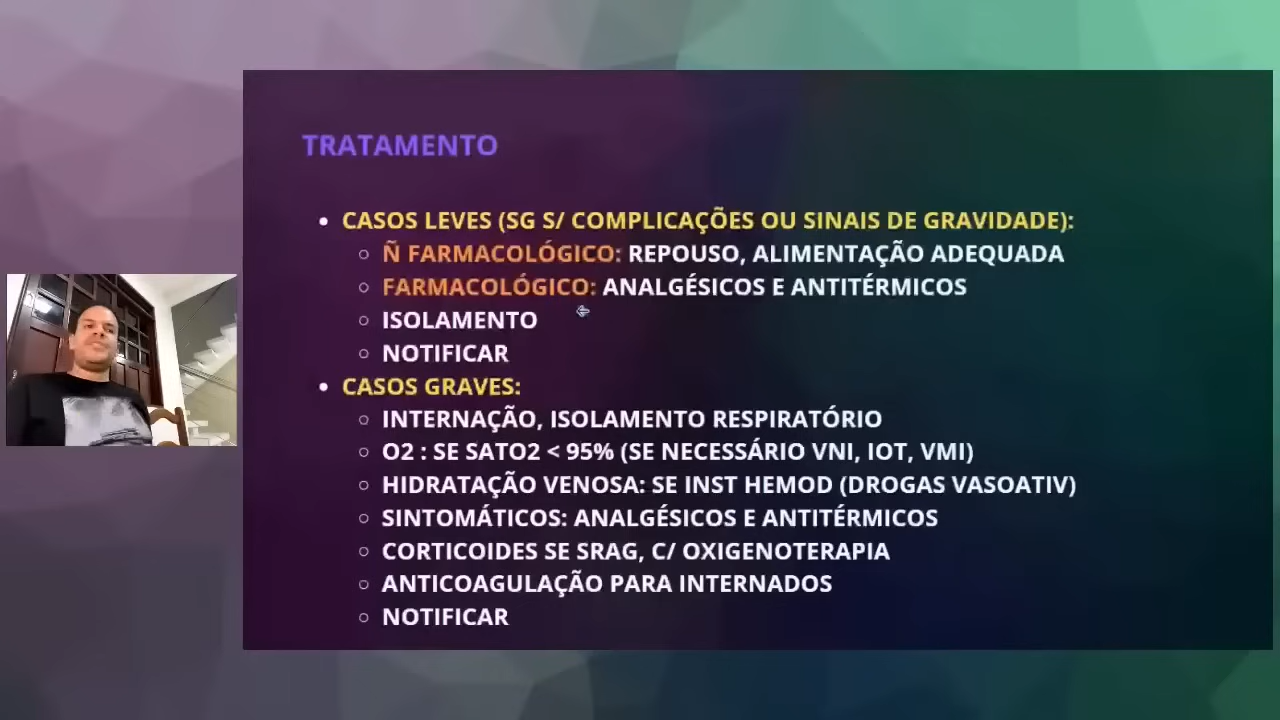 TRATAMENTO
CASOS LEVES (SG S/ COMPLICAÇÕES OU SINAIS DE GRAVIDADE):
Ñ FARMACOLÓGICO: REPOUSO, ALIMENTAÇÃO ADEQUADA
FARMACOLÓGICO: ANALGÉSICOS E ANTITÉRMICOS
ISOLAMENTO
NOTIFICAR
CASOS GRAVES:
INTERNAÇÃO, ISOLAMENTO RESPIRATÓRIO
O2 : SE SATO2 < 95% (SE NECESSÁRIO VNI, IOT, VMI)
HIDRATAÇÃO VENOSA: SE INST HEMOD (DROGAS VASOATIV)
SINTOMÁTICOS: ANALGÉSICOS E ANTITÉRMICOS
CORTICOIDES SE SRAG, C/ OXIGENOTERAPIA
ANTICOAGULAÇÃO PARA INTERNADOS
NOTIFICAR